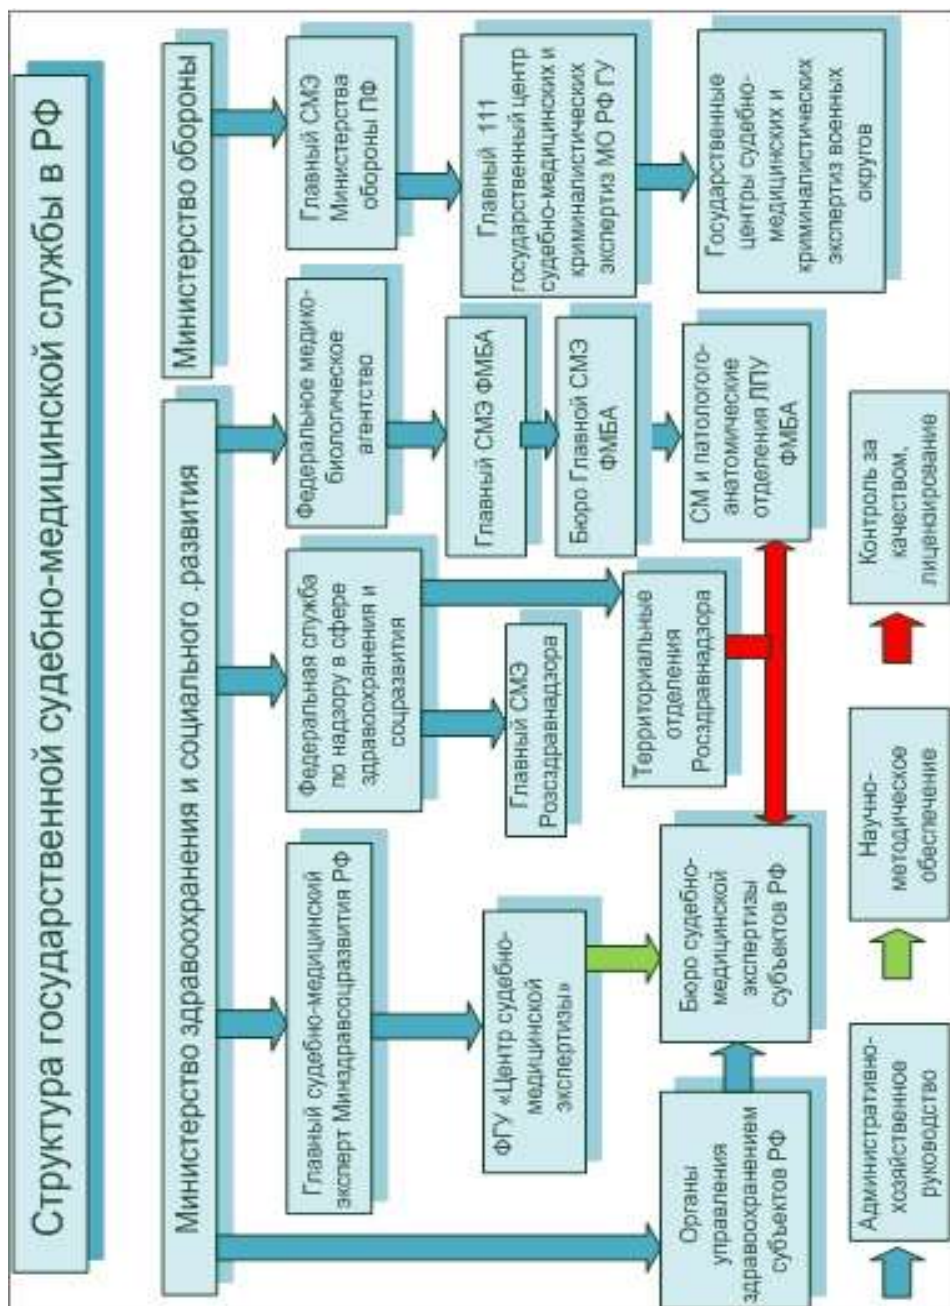 Структура государственной судебно-медицинской службы в РФ
Министерство здравоохранения и социального .развития
Министерство обороны
Главный судебно-медицинский
эксперт Минздравоцразвития РФ
Федеральная служба
по надзору в сфере
здравоохранения и
соцразвития
Федеральное медико-
биологическое
агентство
Главный СМЭ
Министерства
обороны ПФ
ФГУ «Центр судебно-
медицинской
экспертизы»
Главный СМЭ
Розсздравнадзора
Главный СМЭ ФМБА
Бюро Главной СМЭ
ФМБА
Главный 111
государственный центр
судебно-медицинских и
криминалистических
экспертиз МО РФ ГУ
Органы
управления
здравоохранением
субъектов РФ
Бюро судебно-
медицинской
экспертизы
субъектов РФ
Территориальные
отделения
Росздравнадзора
СМ и патологого-
анатомические
отделения ЛПУ
ФМБА
Государственные
центры судебно-
медицинских и
криминалистических
экспертиз военных
округов
Административно-
хозяйственное
руководство
Научно-
методическое
обеспечение
Контроль за
качеством,
лицензирование